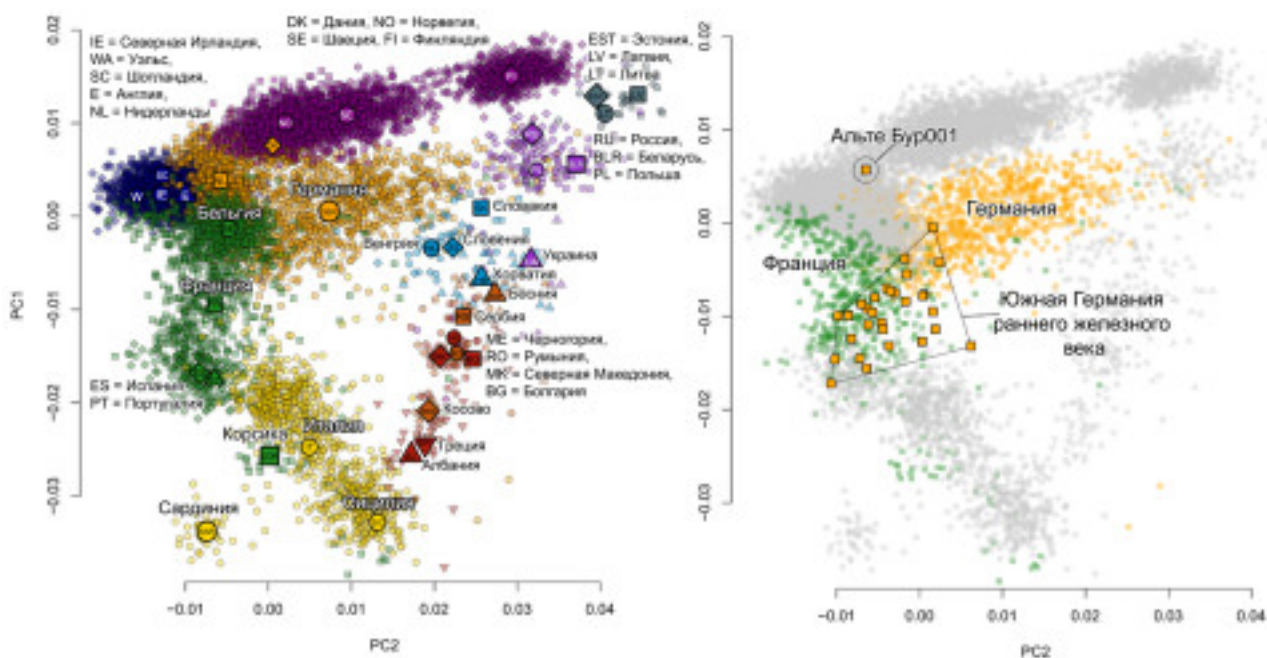 IE = Северная Ирландия,
WA = Уэльс,
SC = Шотландия,
E = Англия,
NL = Нидерланды
DK = Дания, NO = Норвегия,
SE = Швеция, FI = Финляндия
EST = Эстония,
LV = Латвия,
LT = Литва
RU = Россия,
BLR = Беларусь,
PL = Польша
Германия
Бельгия
Словакия
Венгрия
Словения
Украина
Хорватия
Франция
Босния
Сербия
ME = Черногория,
RO = Румыния,
MK = Северная Македония,
BG = Болгария
ES = Испания
PT = Португалия
Косово
Корсика
Италия
Греция
Албания
Сардиния
Сицилия
W
PC1
0.02
0.01
0.00
−0.01
−0.02
−0.03
−0.01
0.00
0.01
0.02
0.03
0.04
PC2
Альте Бур001
Германия
Франция
Южная Германия
раннего железного
века
0.02
0.01
0.00
−0.01
−0.02
−0.03
−0.01
0.00
0.01
0.02
0.03
0.04
PC2